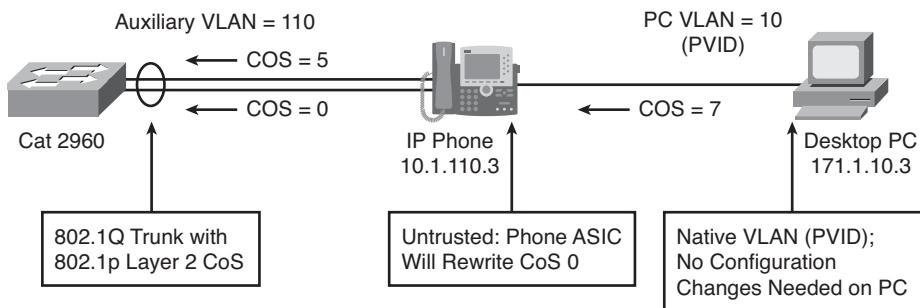 Auxiliary VLAN = 110
PC VLAN = 10
(PVID)
COS = 5
COS = 0
COS = 7
Cat 2960
IP Phone
10.1.110.3
Desktop PC
171.1.10.3
802.1Q Trunk with
802.1p Layer 2 CoS
Untrusted: Phone ASIC
Will Rewrite CoS 0
Native VLAN (PVID);
No Configuration
Changes Needed on PC